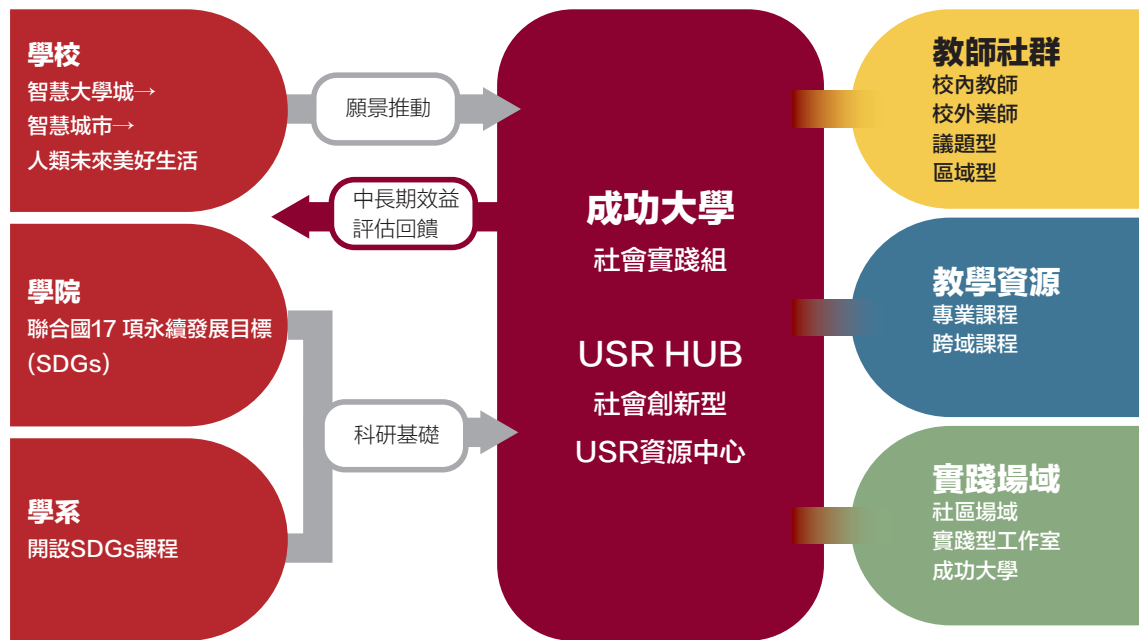 學校
智慧大學城→
智慧城市→
人類未來美好生活
學院
聯合國17 項永續發展目標
(SDGs)
學系
開設SDGs課程
願景推動
中長期效益
評估回饋
科研基礎
成功大學
社會實踐組
USR HUB
社會創新型
USR資源中心
教師社群
校內教師
校外業師
議題型
區域型
教學資源
專業課程
跨域課程
實踐場域
社區場域
實踐型工作室
成功大學